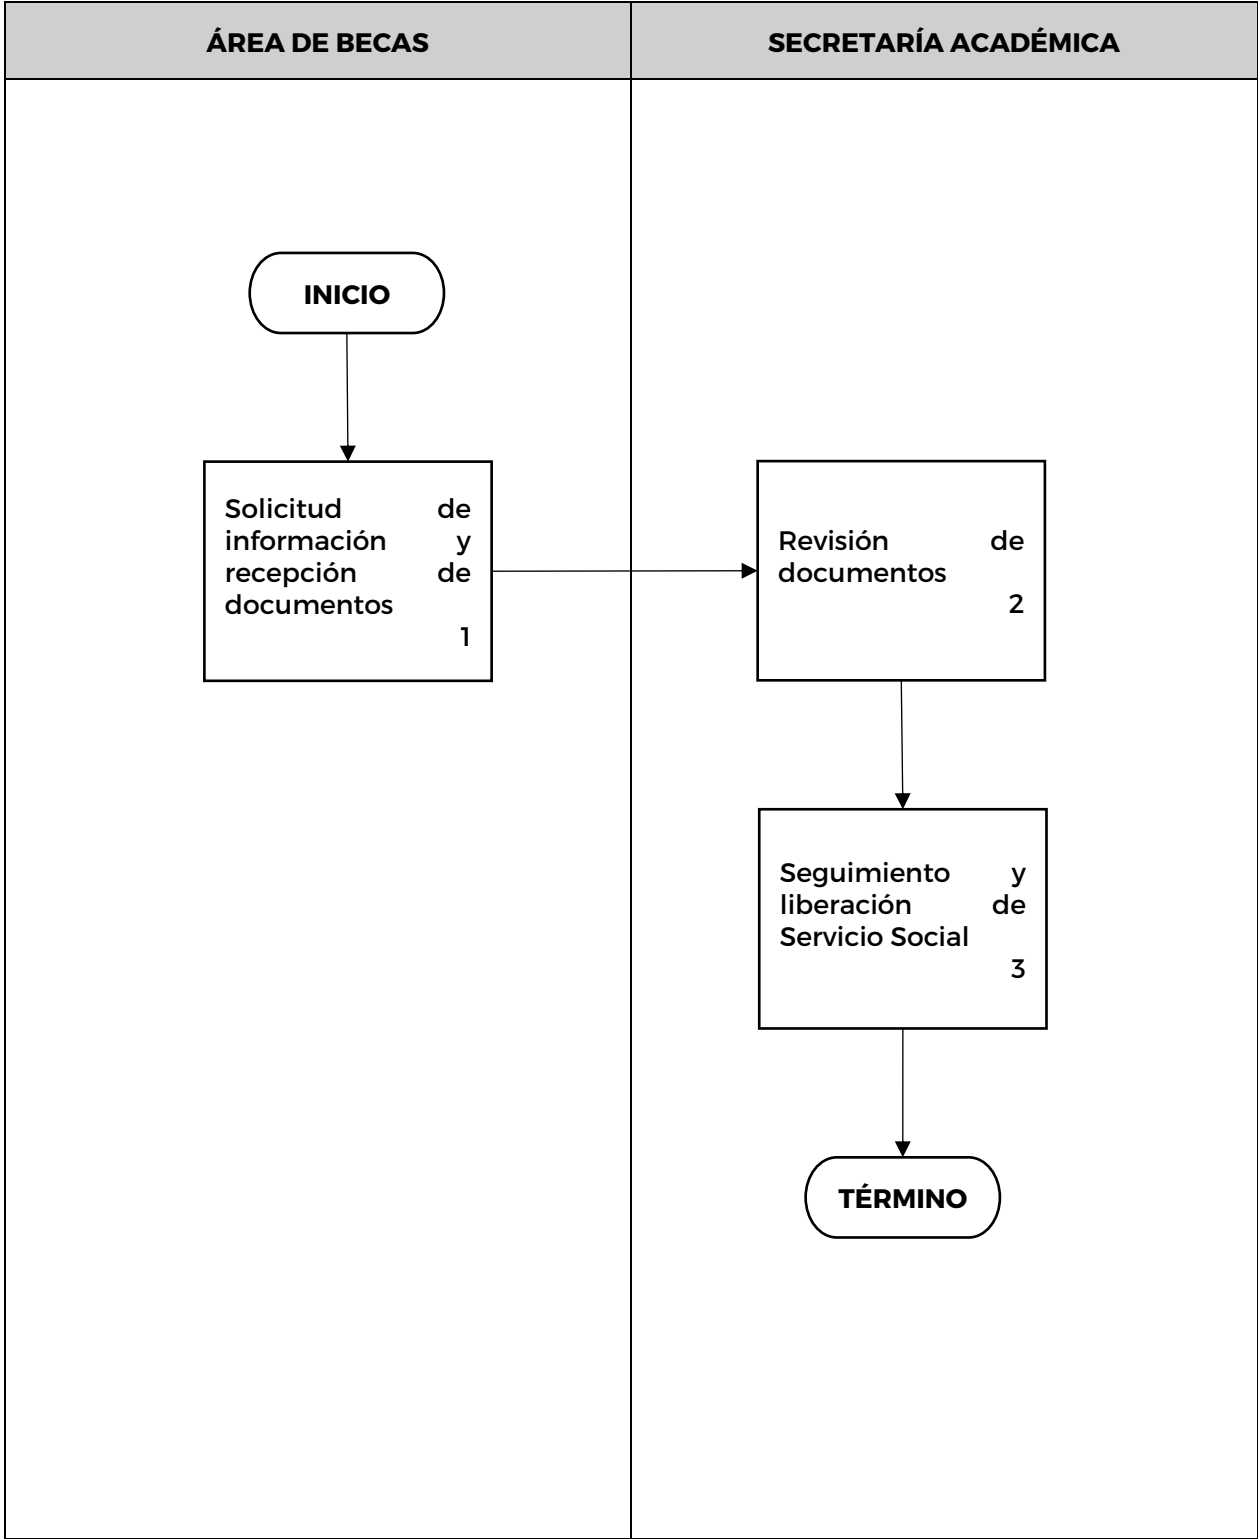 ÁREA DE BECAS
SECRETARÍA ACADÉMICA
INICIO
Solicitud de
información y
recepción de
documentos
1
Revisión de
documentos
2
Seguimiento y
liberación de
Servicio Social
3
TÉRMINO